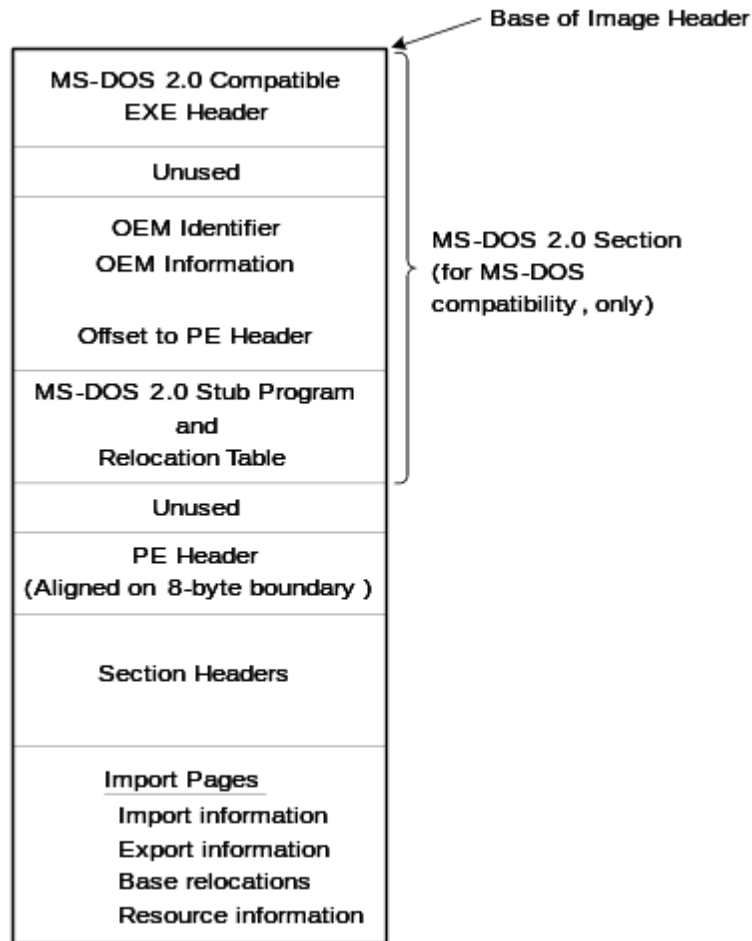 Base of Image Header
MS-DOS 2.0 Compatible
EXE Header
Unused
OEM Identifier
OEM Information
Offset to PE Header
MS-DOS 2.0 Section
(for MS-DOS
compatibility , only)
MS-DOS 2.0 Stub Program
and
Relocation Table
Unused
PE Header
(Aligned on 8-byte boundary )
Section Headers
Import Pages
Import information
Export information
Base relocations
Resource information